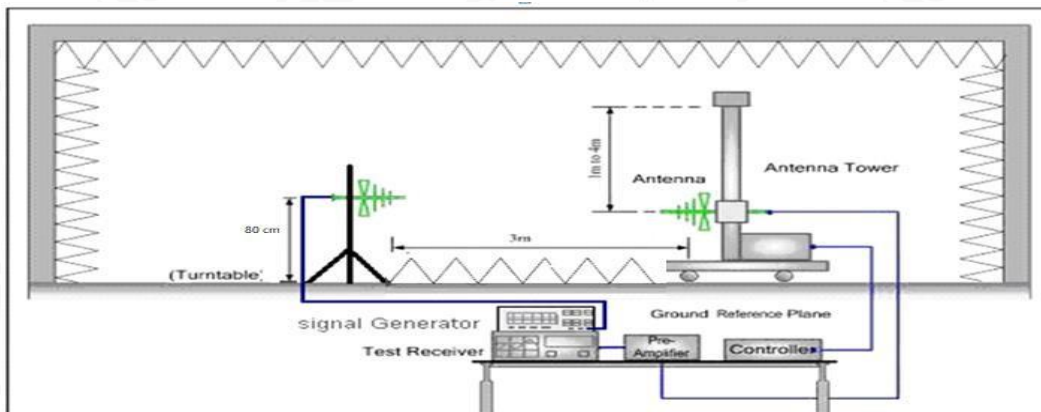 1m to 4m
Antenna Tower
Antenna
80 cm
3m
(Turntable)
signal Generator
Ground Reference Plane
Test Receiver
Pre-
Amplifier
Controller